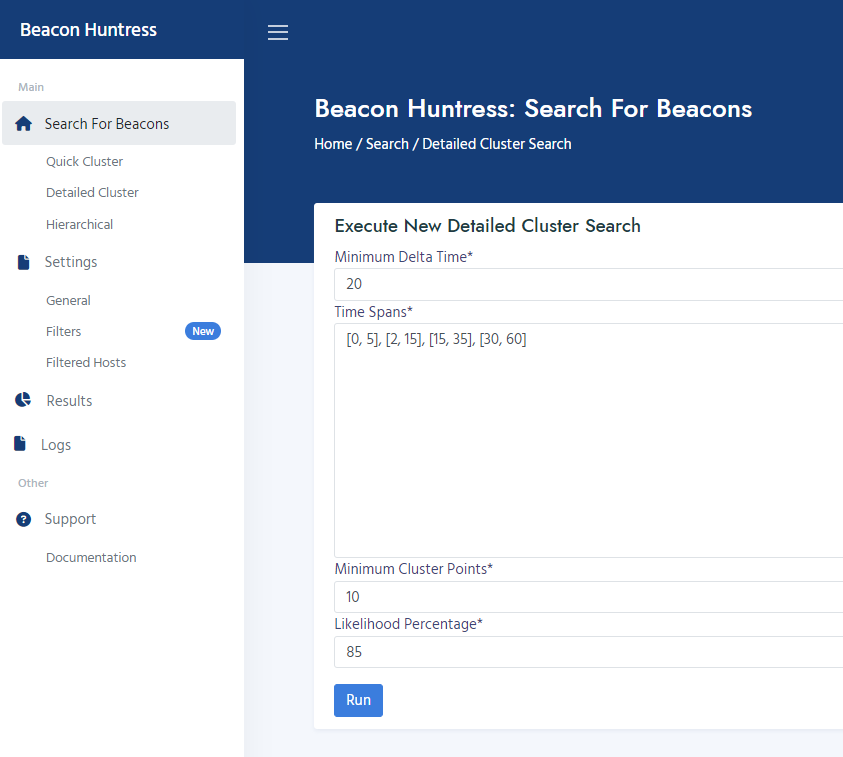 Beacon Huntress
Main
Search For Beacons
Quick Cluster
Detailed Cluster
Hierarchical
Settings
General
Filters New
Filtered Hosts
Results
Logs
Other
Support
Documentation
Beacon Huntress: Search For Beacons
Home / Search / Detailed Cluster Search
Execute New Detailed Cluster Search
Minimum Delta Time*
20
Time Spans*
[0, 5], [2, 15], [15, 35], [30, 60]
Minimum Cluster Points*
10
Likelihood Percentage*
85
Run